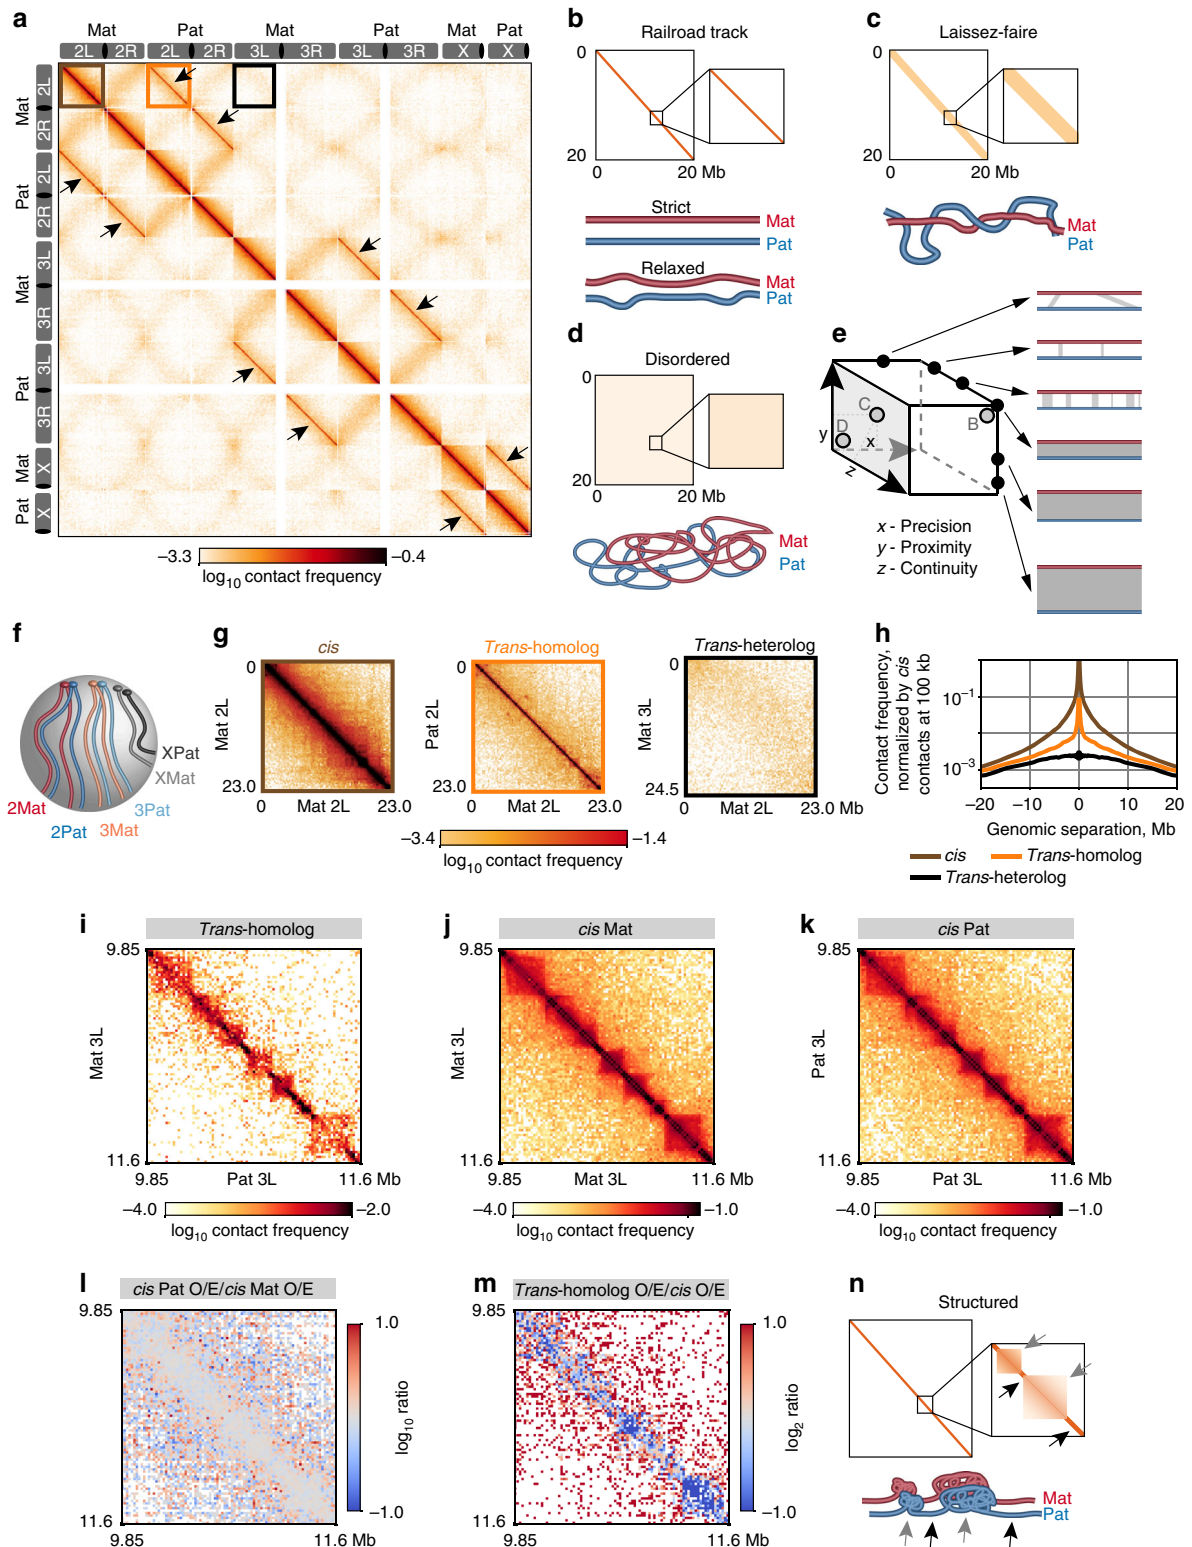 a
Mat Pat Mat Pat Mat Pat
2L 2R 2L 2R 3L 3R 3L 3R X X
Mat Pat Mat Pat Mat Pat
2L 2R 2L 2R 3L 3R 3L 3R X X
−3.3 −0.4
log10 contact frequency
b
Railroad track
0
20
0 20 Mb
Strict
Mat
Pat
Relaxed
Mat
Pat
c
Laissez-faire
0
20
0 20 Mb
Mat
Pat
d
Disordered
0
20
0 20 Mb
Mat
Pat
e
C
B
D
y
x
z
x - Precision
y - Proximity
z - Continuity
f
XPat
XMat
2Mat
3Pat
2Pat
3Mat
g
cis
0
Mat 2L
23.0
0 Mat 2L 23.0
Trans-homolog
0
Pat 2L
23.0
0 Mat 2L 23.0
Trans-heterolog
0
Mat 3L
24.5
0 Mat 2L 23.0 Mb
−3.4 −1.4
log10 contact frequency
h
Contact frequency,
normalized by cis
contacts at 100 kb
10−1
10−3
−20 −10 0 10 20
Genomic separation, Mb
cis
Trans-homolog
Trans-heterolog
i
Trans-homolog
9.85
Mat 3L
11.6
9.85 Pat 3L 11.6 Mb
−4.0 −2.0
log10 contact frequency
j
cis Mat
9.85
Mat 3L
11.6
9.85 Mat 3L 11.6 Mb
−4.0 −1.0
log10 contact frequency
k
cis Pat
9.85
Pat 3L
11.6
9.85 Pat 3L 11.6 Mb
−4.0 −1.0
log10 contact frequency
l
cis Pat O/E/cis Mat O/E
9.85
11.6
9.85 11.6 Mb
1.0
log10 ratio
−1.0
m
Trans-homolog O/E/cis O/E
9.85
11.6
9.85 11.6 Mb
1.0
log2 ratio
−1.0
n
Structured
Mat
Pat